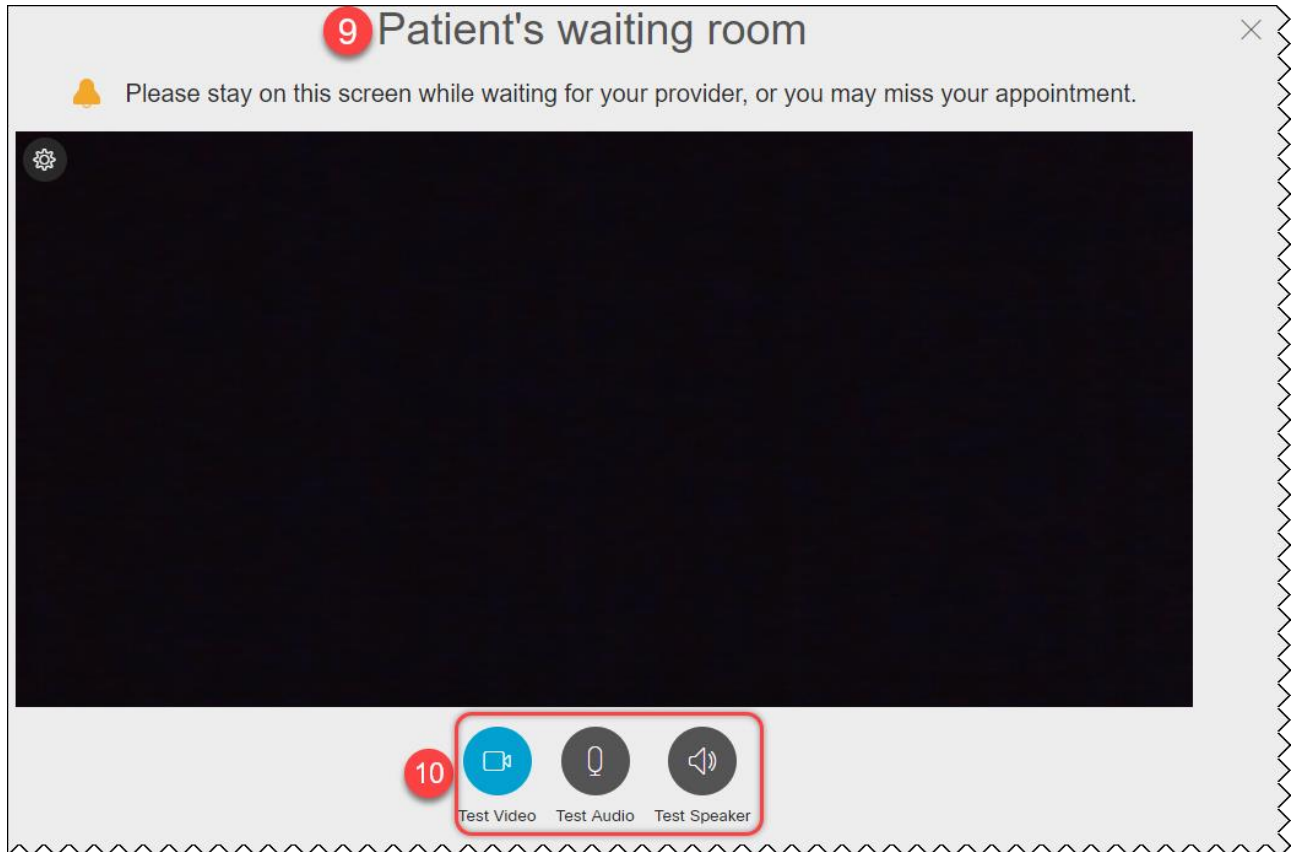 9 Patient's waiting room
Please stay on this screen while waiting for your provider, or you may miss your appointment.
10
Test Video Test Audio Test Speaker